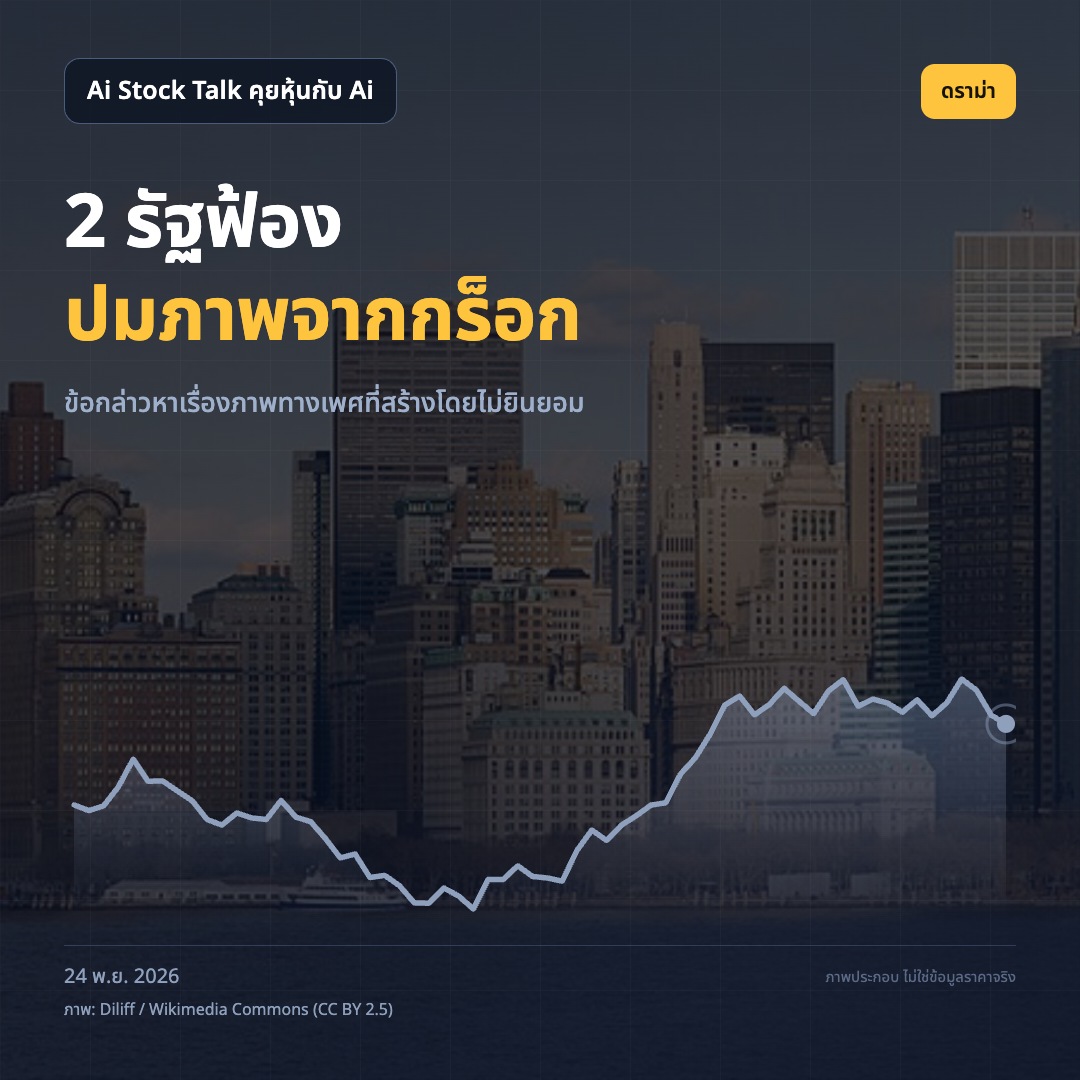 Ai Stock Talk คุยหุ้นกับ Ai
ดราม่า
2 รัฐฟ้อง
ปมภาพจากกร็อก
ข้อกล่าวหาเรื่องภาพทางเพศที่สร้างโดยไม่ยินยอม
24 พ.ย. 2026
ภาพประกอบ ไม่ใช่ข้อมูลราคาจริง
ภาพ: Diliff / Wikimedia Commons (CC BY 2.5)